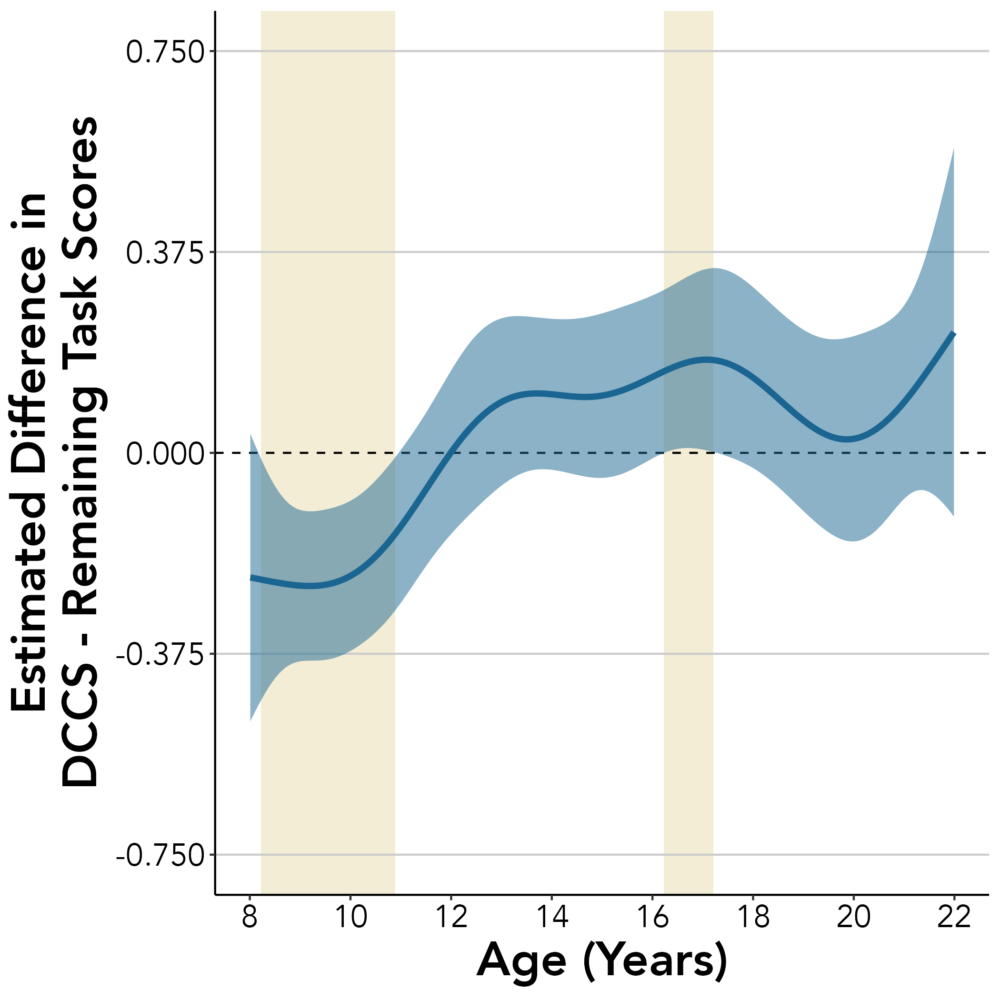 Estimated Difference in
DCCS - Remaining Task Scores
0.750
0.375
0.000
-0.375
-0.750
8 10 12 14 16 18 20 22
Age (Years)